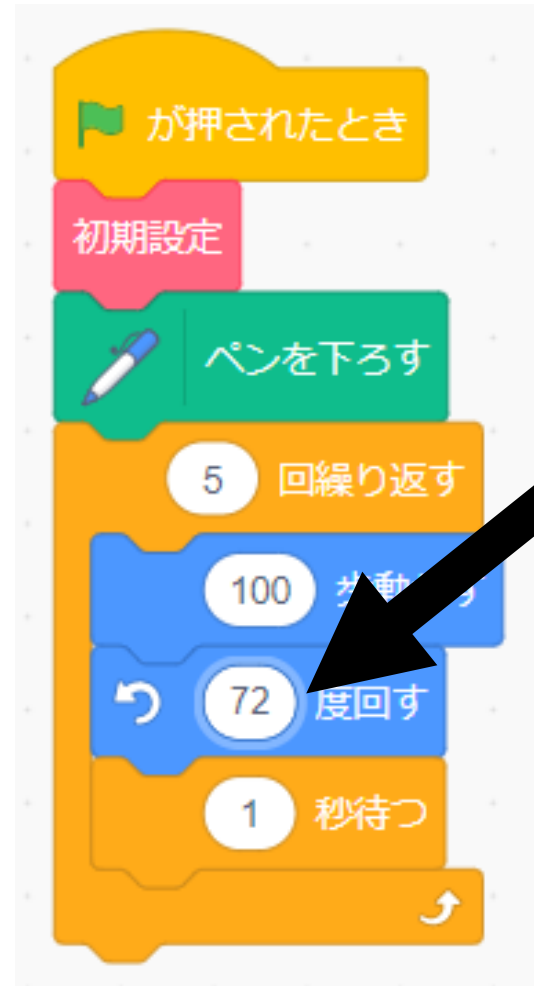 が押されたとき
初期設定
ペンを下ろす
5 回繰り返す
100
72 度回す
1 秒待つ